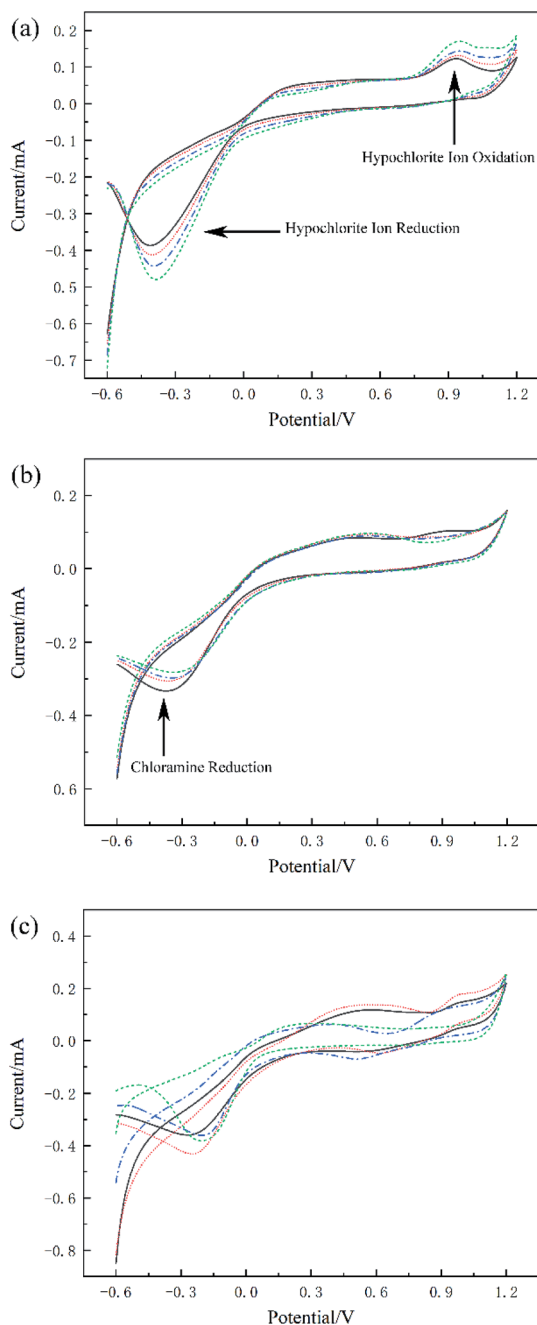 (a)
0.2
0.1
0.0
-0.1
-0.2
-0.3
-0.4
-0.5
-0.6
-0.7
Current/mA
Hypochlorite Ion Oxidation
Hypochlorite Ion Reduction
-0.6 -0.3 0.0 0.3 0.6 0.9 1.2
Potential/V
(b)
0.2
0.0
-0.2
-0.4
0.6
Current/mA
Chloramine Reduction
-0.6 -0.3 0.0 0.3 0.6 0.9 1.2
Potential/V
(c)
0.4
0.2
0.0
-0.2
-0.4
-0.6
-0.8
Current/mA
-0.6 -0.3 0.0 0.3 0.6 0.9 1.2
Potential/V